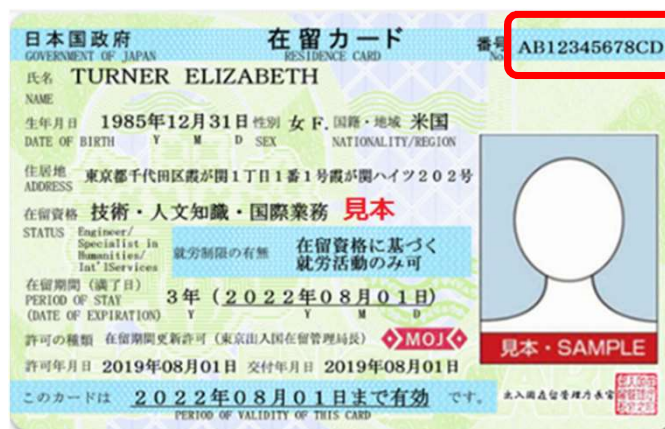 日本国政府 在留カード 番号 AB12345678CD
GOVERNMENT OF JAPAN RESIDENCE CARD No.
氏名 TURNER ELIZABETH
NAME
生年月日 1985年12月31日 性別 女 F. 国籍・地域 米国
DATE OF BIRTH Y M D SEX NATIONALITY/REGION
住居地 東京都千代田区霞が関1丁目1番1号霞が関ハイツ202号
ADDRESS
在留資格 技術・人文知識・国際業務 見本
STATUS Engineer/
Specialist in
Humanities/
Int'lServices
就労制限の有無 在留資格に基づく
就労活動のみ可
在留期間(満了日) 3年(2022年08月01日)
PERIOD OF STAY Y M D
(DATE OF EXPIRATION)
許可の種類 在留期間更新許可(東京出入国在留管理局長) MOJ
見本・SAMPLE
許可年月日 2019年08月01日 交付年月日 2019年08月01日
このカードは 2022年08月01日まで有効 です。 出入国在留管理庁長官
PERIOD OF VALIDITY OF THIS CARD